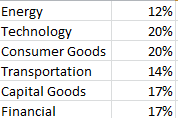 Energy 12%
Technology 20%
Consumer Goods 20%
Transportation 14%
Capital Goods 17%
Financial 17%